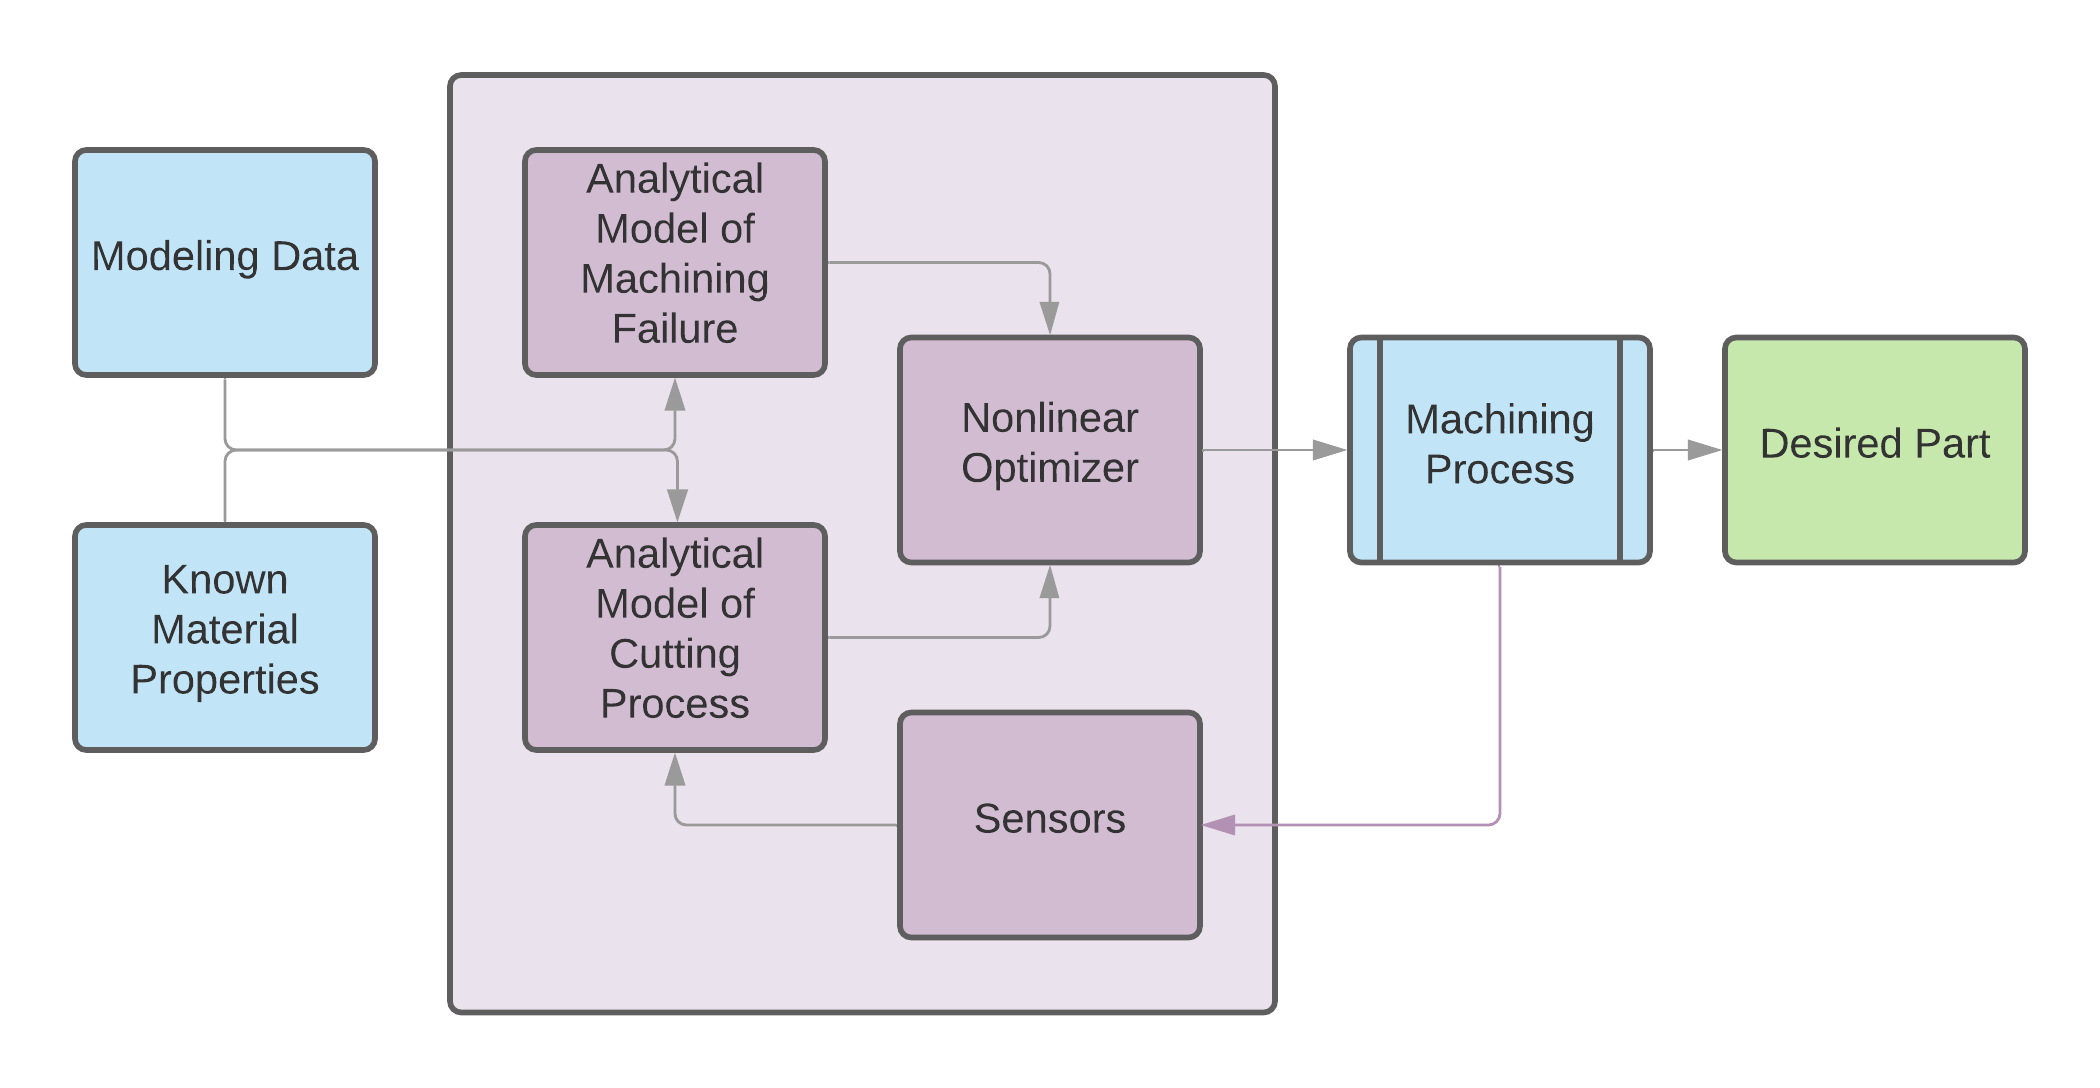 Modeling Data
Known
Material
Properties
Analytical
Model of
Machining
Failure
Analytical
Model of
Cutting
Process
Nonlinear
Optimizer
Sensors
Machining
Process
Desired Part